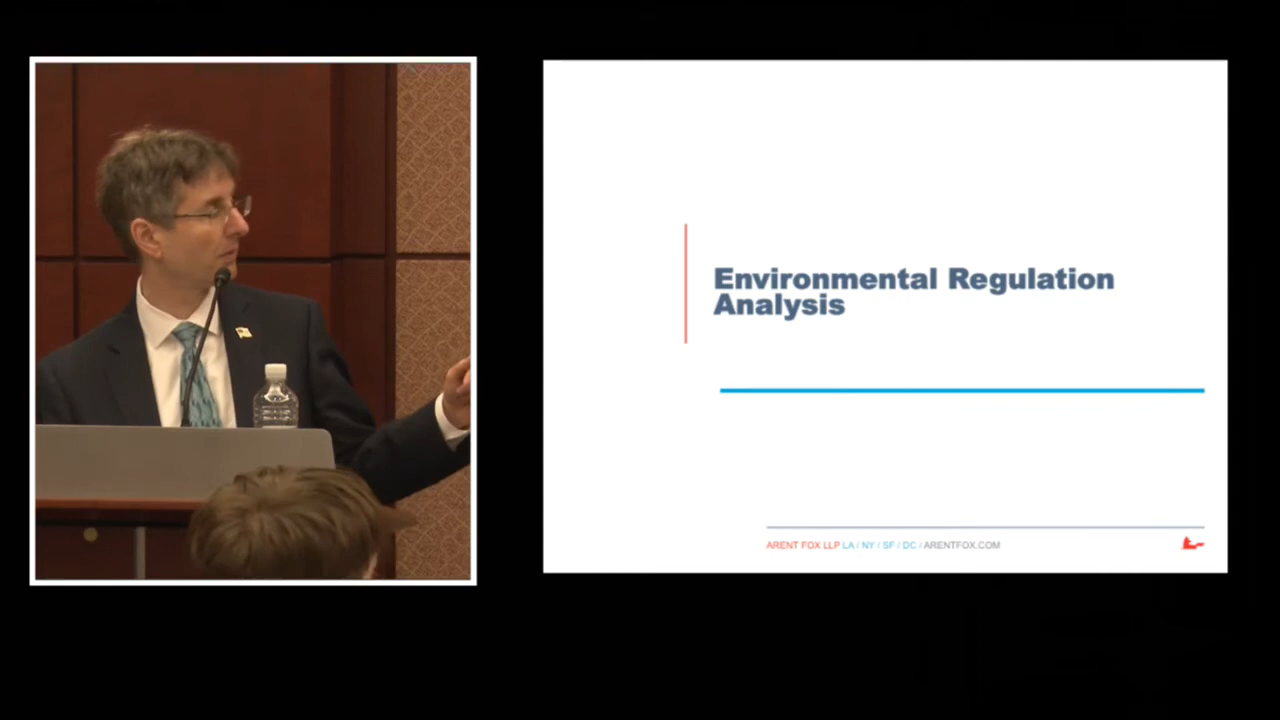 Environmental Regulation
Analysis
ARENT FOX LLP LA / NY / SF / DC / ARENTFOX.COM